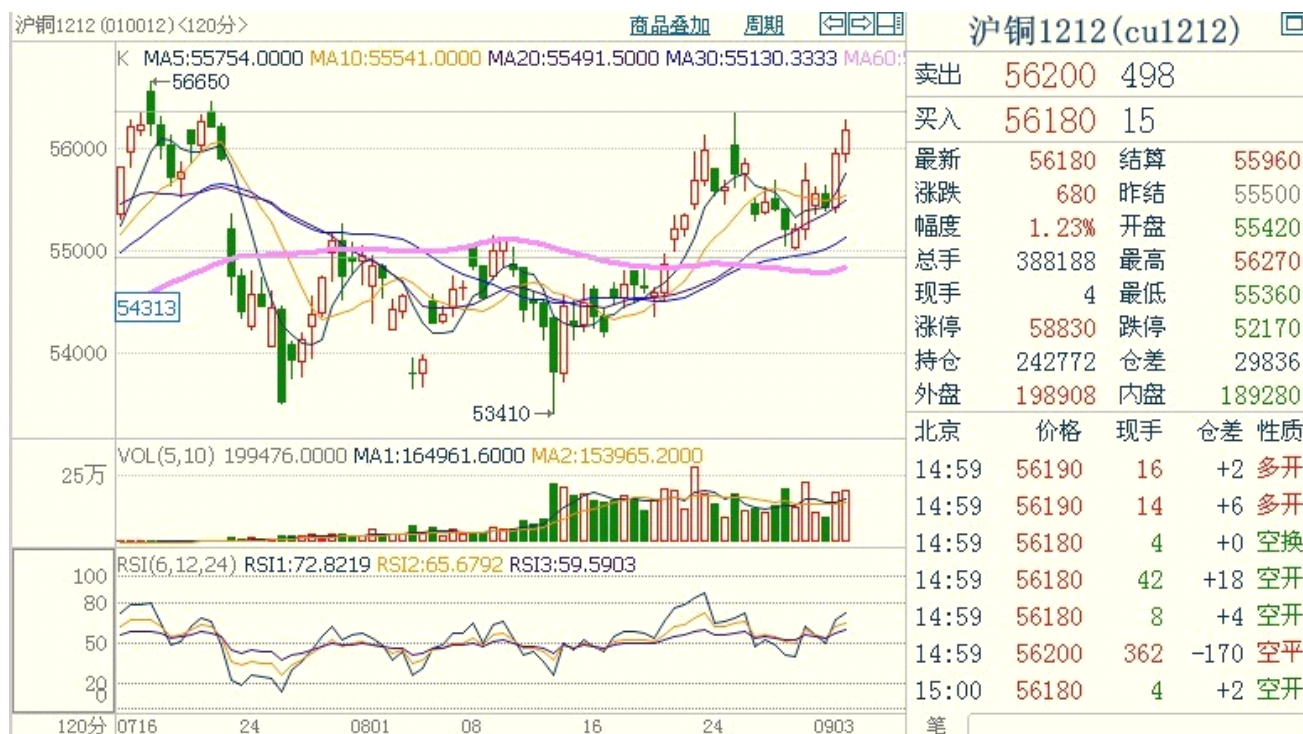 沪铜1212 (010012)<120分>
商品叠加 周期
K MA5:55754.0000 MA10:55541.0000 MA20:55491.5000 MA30:55130.3333 MA60:
56650
56000
55000
54313
54000
53410
VOL(5,10) 199476.0000 MA1:164961.6000 MA2:153965.2000
25万
RSI(6,12,24) RSI1:72.8219 RSI2:65.6792 RSI3:59.5903
100
80
50
20
0
120分 0716 24 0801 08 16 24 0903
沪铜1212(cu1212)
卖出 56200 498
买入 56180 15
最新 56180 结算 55960
涨跌 680 昨结 55500
幅度 1.23% 开盘 55420
总手 388188 最高 56270
现手 4 最低 55360
涨停 58830 跌停 52170
持仓 242772 仓差 29836
外盘 198908 内盘 189280
北京 价格 现手 仓差 性质
14:59 56190 16 +2 多开
14:59 56190 14 +6 多开
14:59 56180 4 +0 空换
14:59 56180 42 +18 空开
14:59 56180 8 +4 空开
14:59 56200 362 -170 空平
15:00 56180 4 +2 空开
笔